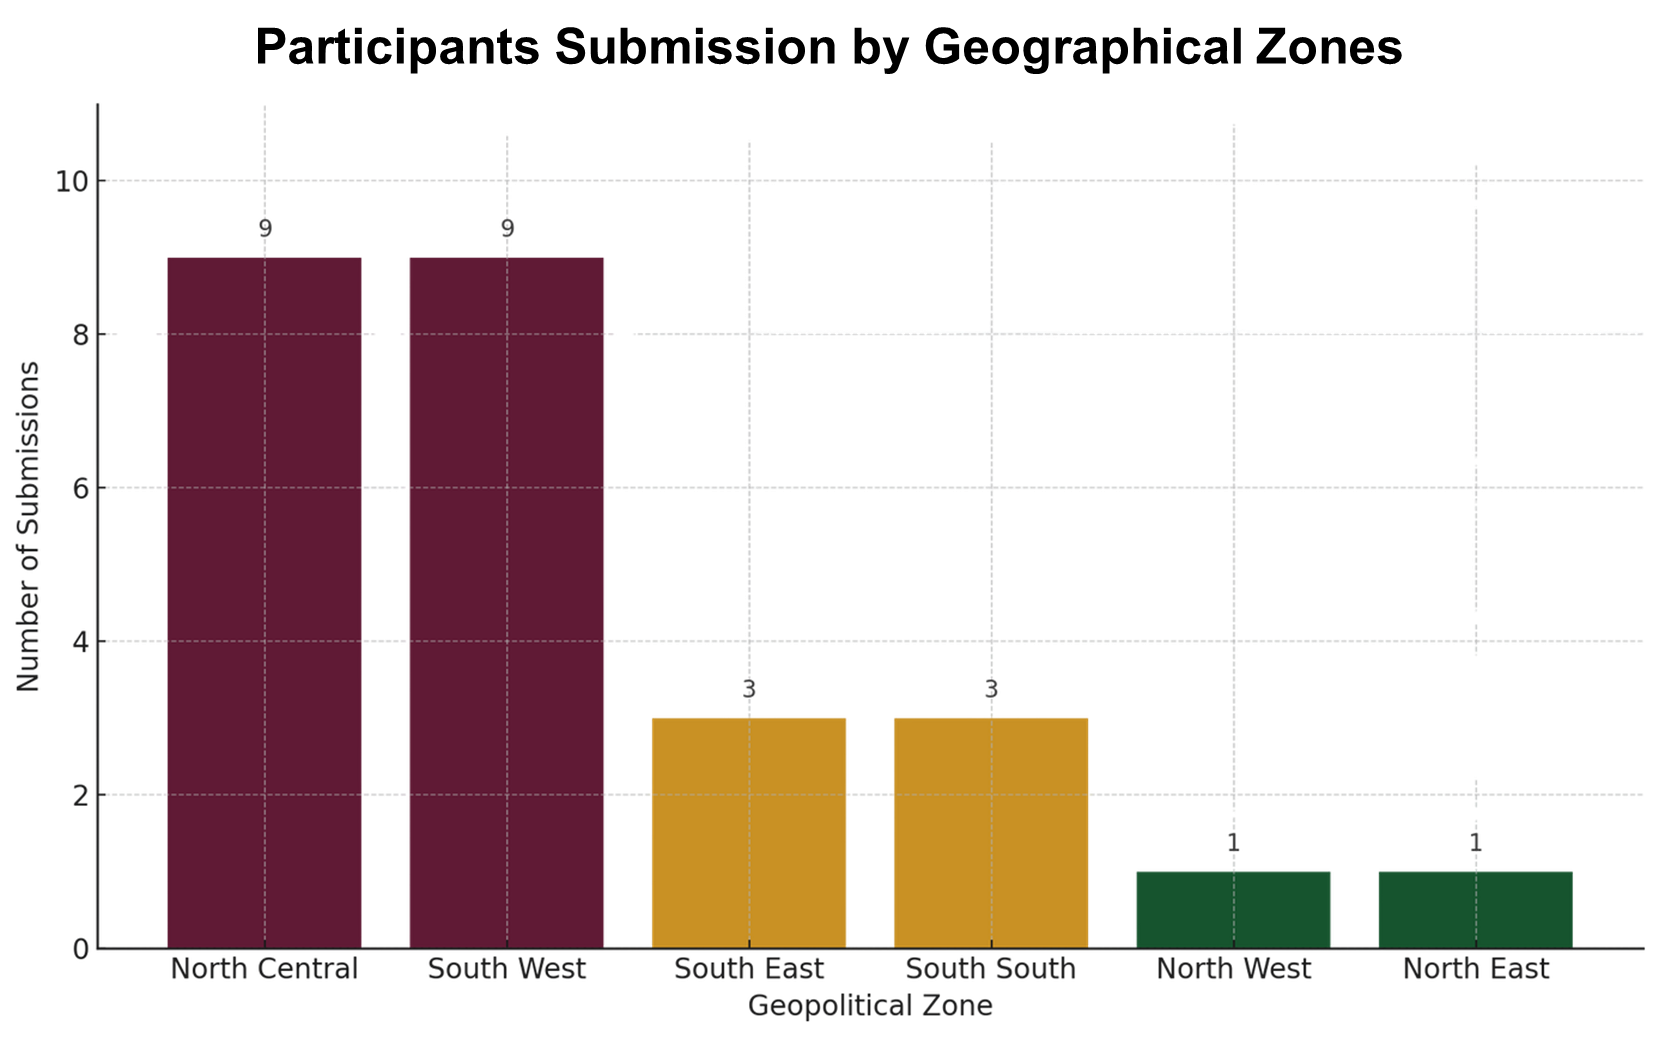 Participants Submission by Geographical Zones
10
9
9
8
6
4
3
3
2
1
1
0
Number of Submissions
North Central
South West
South East
South South
North West
North East
Geopolitical Zone